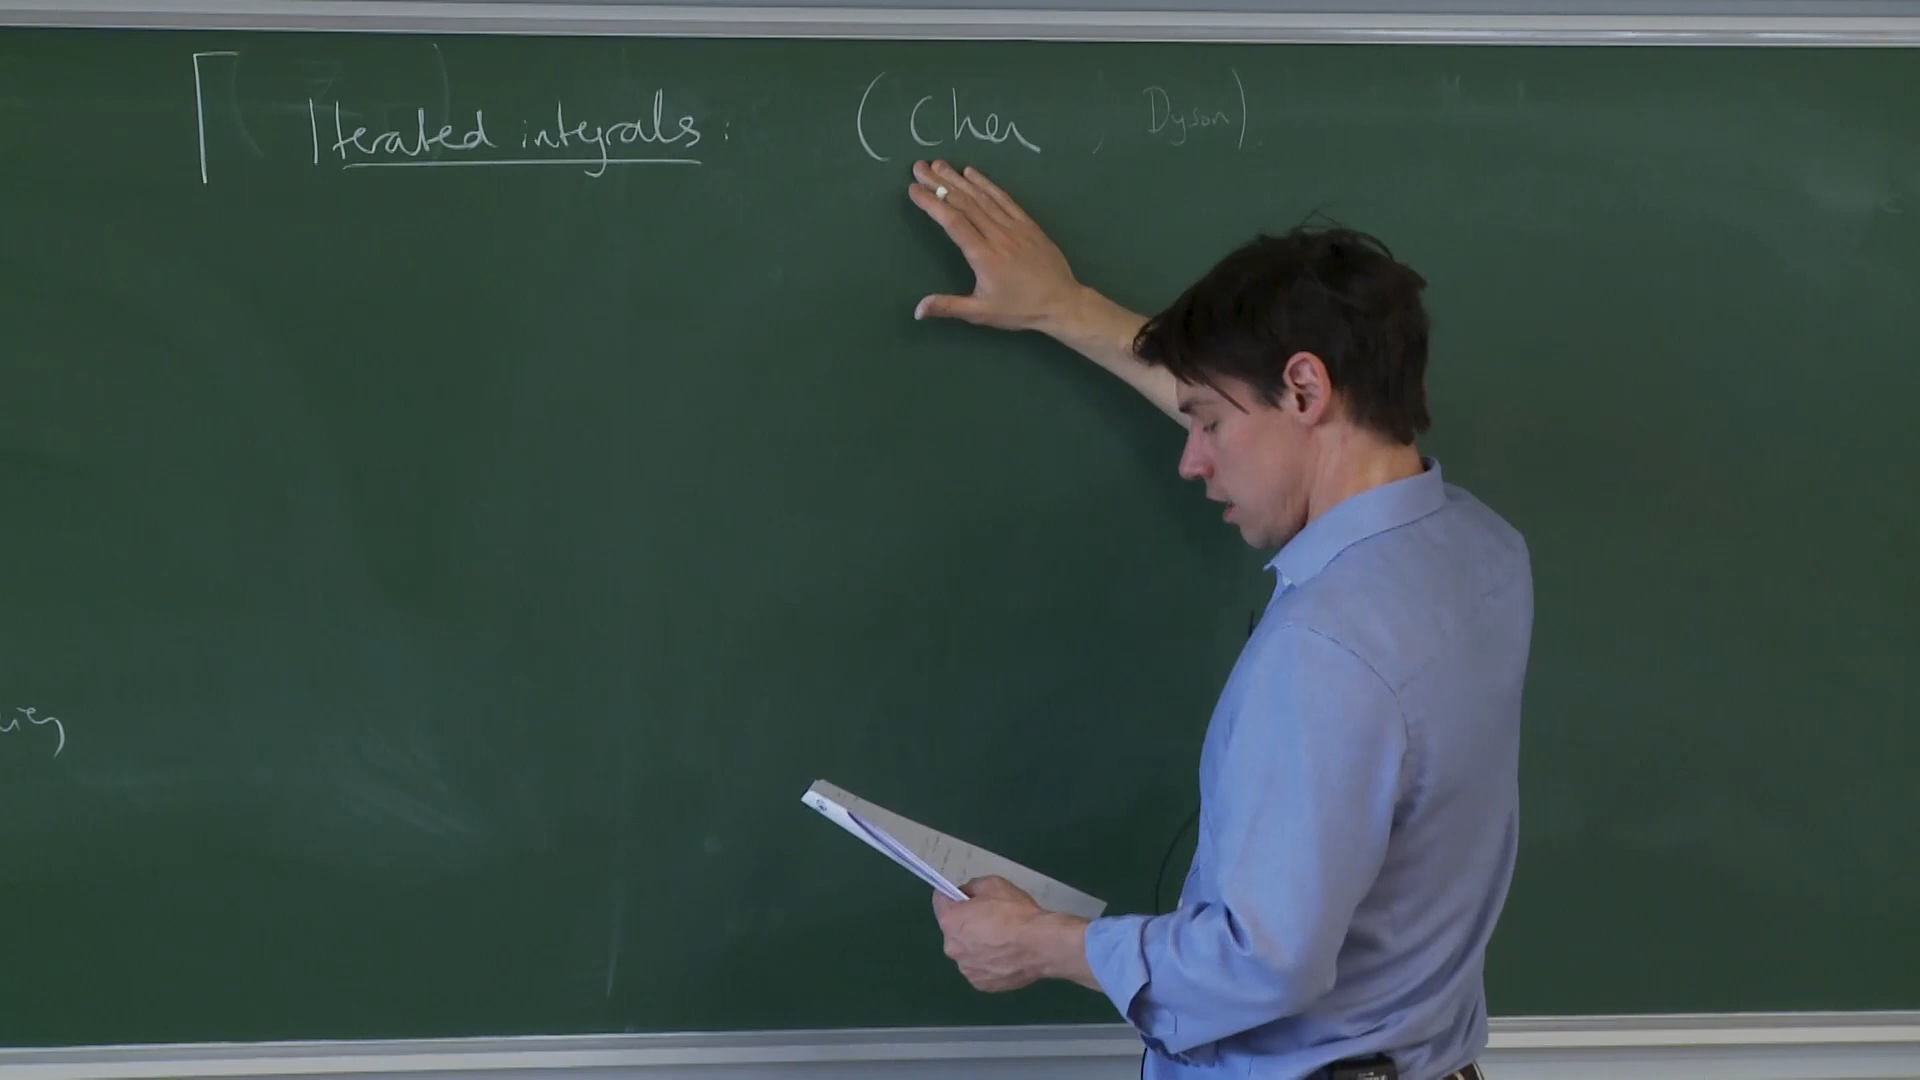 Iterated integrals: (Chen, Dyson).